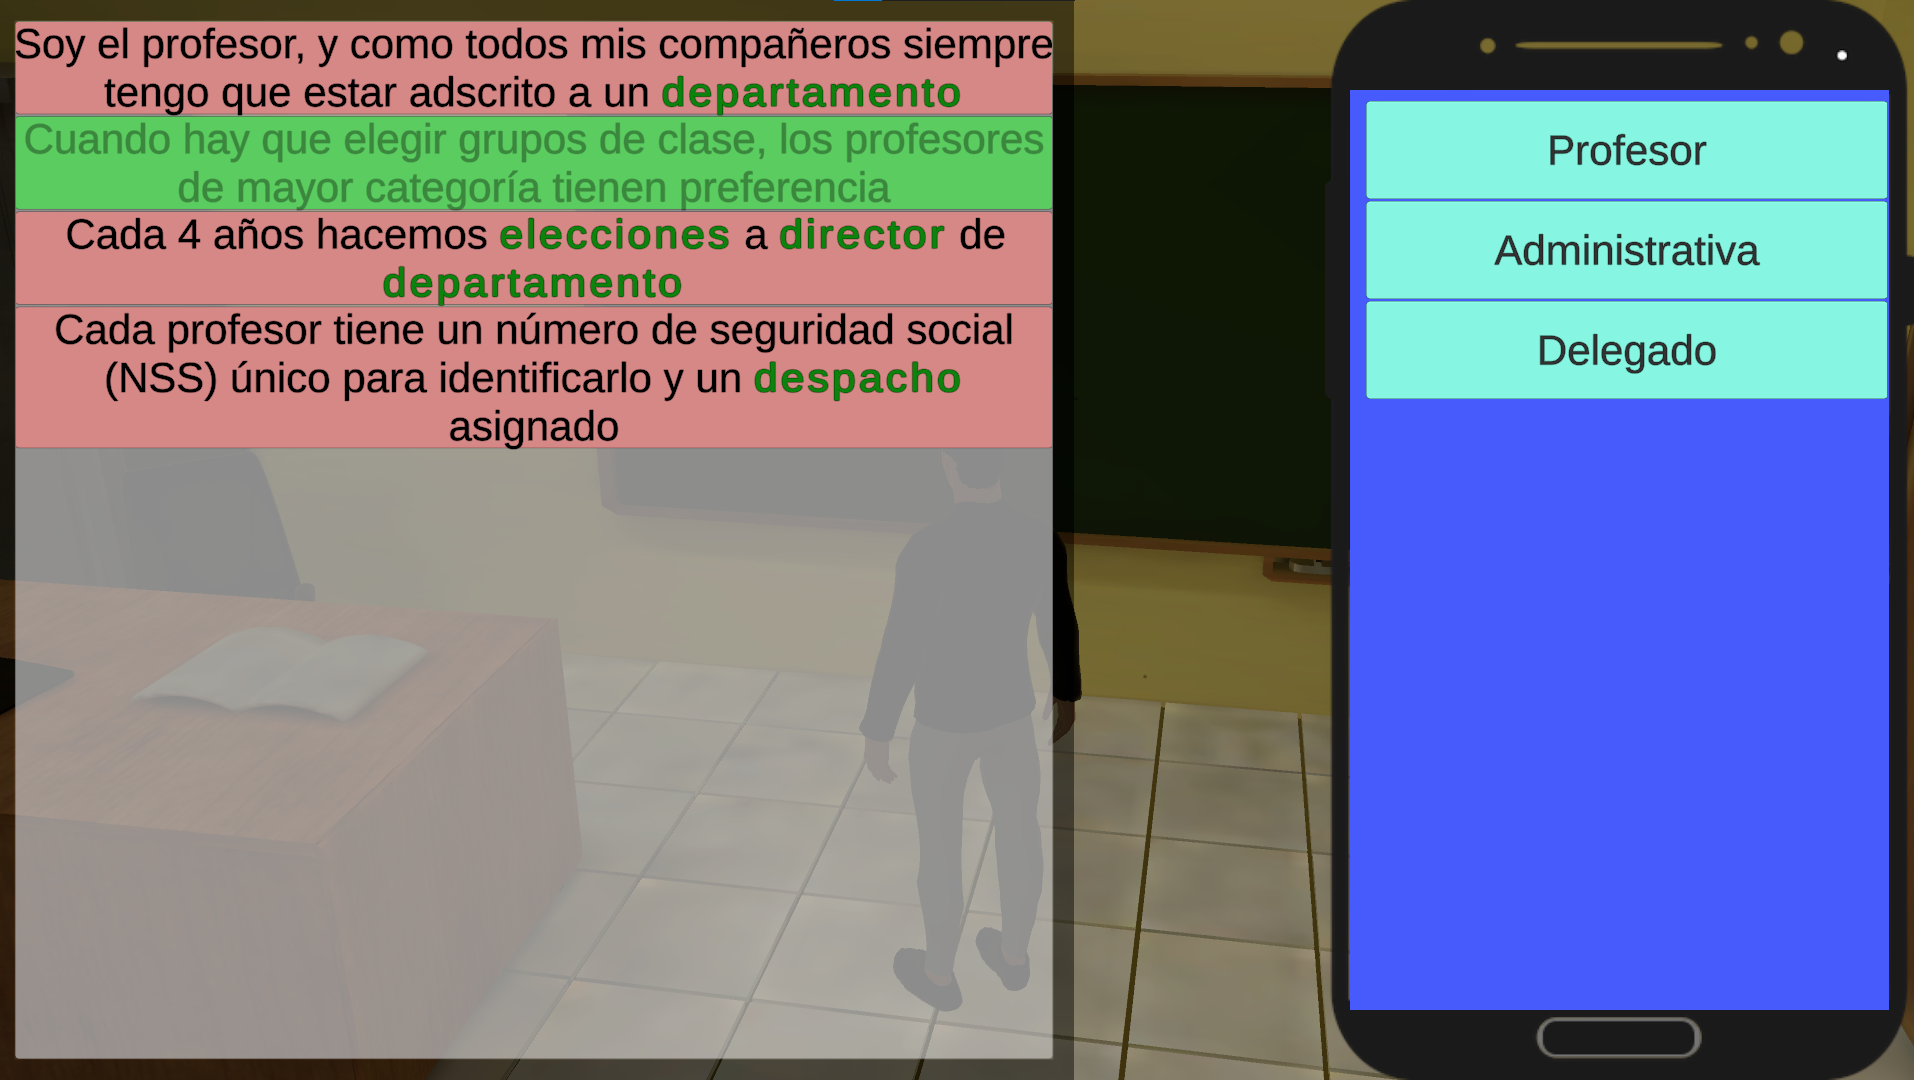 Soy el profesor, y como todos mis compañeros siempre
tengo que estar adscrito a un departamento
Cuando hay que elegir grupos de clase, los profesores
de mayor categoría tienen preferencia
Cada 4 años hacemos elecciones a director de
departamento
Cada profesor tiene un número de seguridad social
(NSS) único para identificarlo y un despacho
asignado
Profesor
Administrativa
Delegado